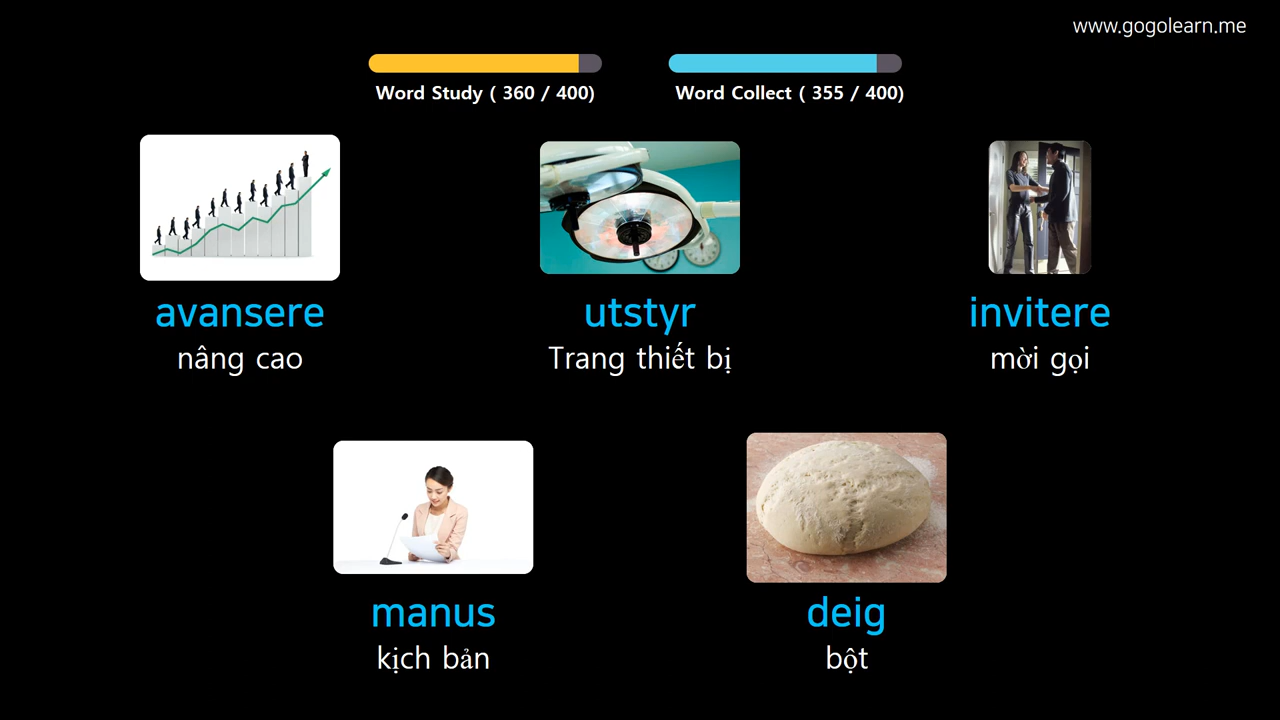 www.gogolearn.me
Word Study ( 360 / 400)
Word Collect ( 355 / 400)
avansere
nâng cao
utstyr
Trang thiết bị
invitere
mời gọi
manus
kịch bản
deig
bột